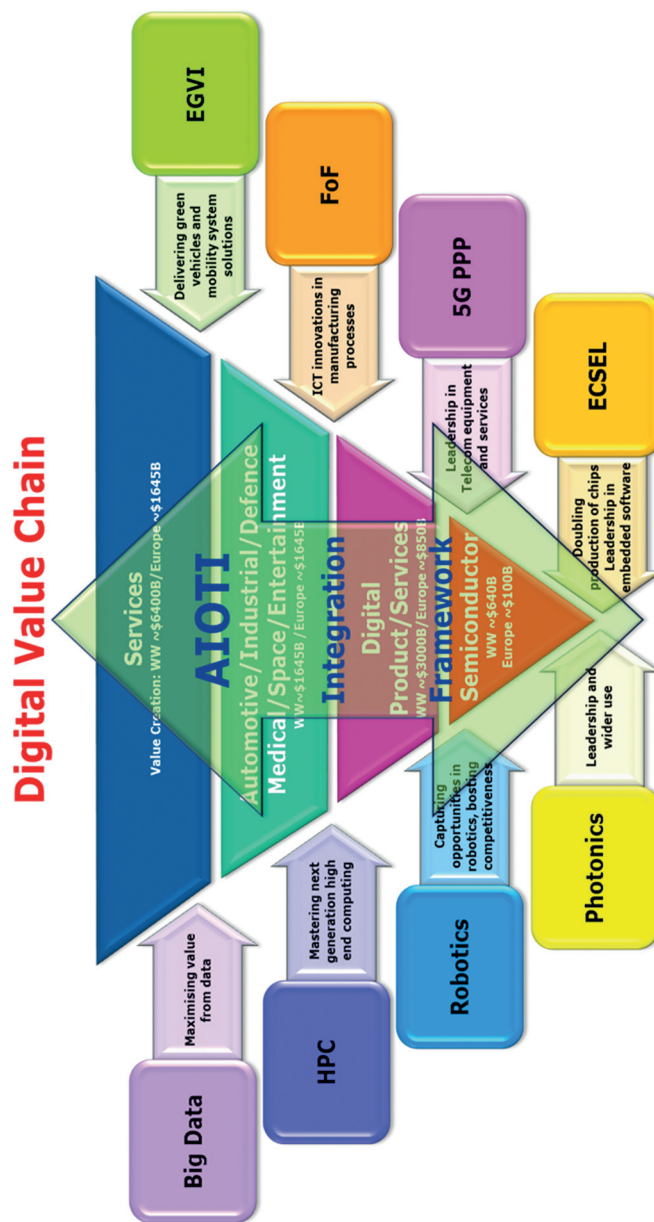 Digital Value Chain
Services
Value Creation: WW ~$6400B/Europe ~$1645B
AIOTI
Automotive/Industrial/Defence
Medical/Space/Entertainment
WW~$1645B /Europe ~$1645B
Integration
Digital
Product/Services
WW ~$3000B/Europe ~$850B
Framework
Semiconductor
WW ~$640B
Europe ~$100B
Big Data
Maximising value
from data
HPC
Mastering next
generation high
end computing
Robotics
Capturing
opportunities in
robotics, bosting
competitiveness
Photonics
Leadership and
wider use
EGVI
Delivering green
vehicles and
mobility system
solutions
FoF
ICT innovations in
manufacturing
processes
5G PPP
Leadership in
Telecom equipment
and services
ECSEL
Doubling
production of chips
Leadership in
embedded software